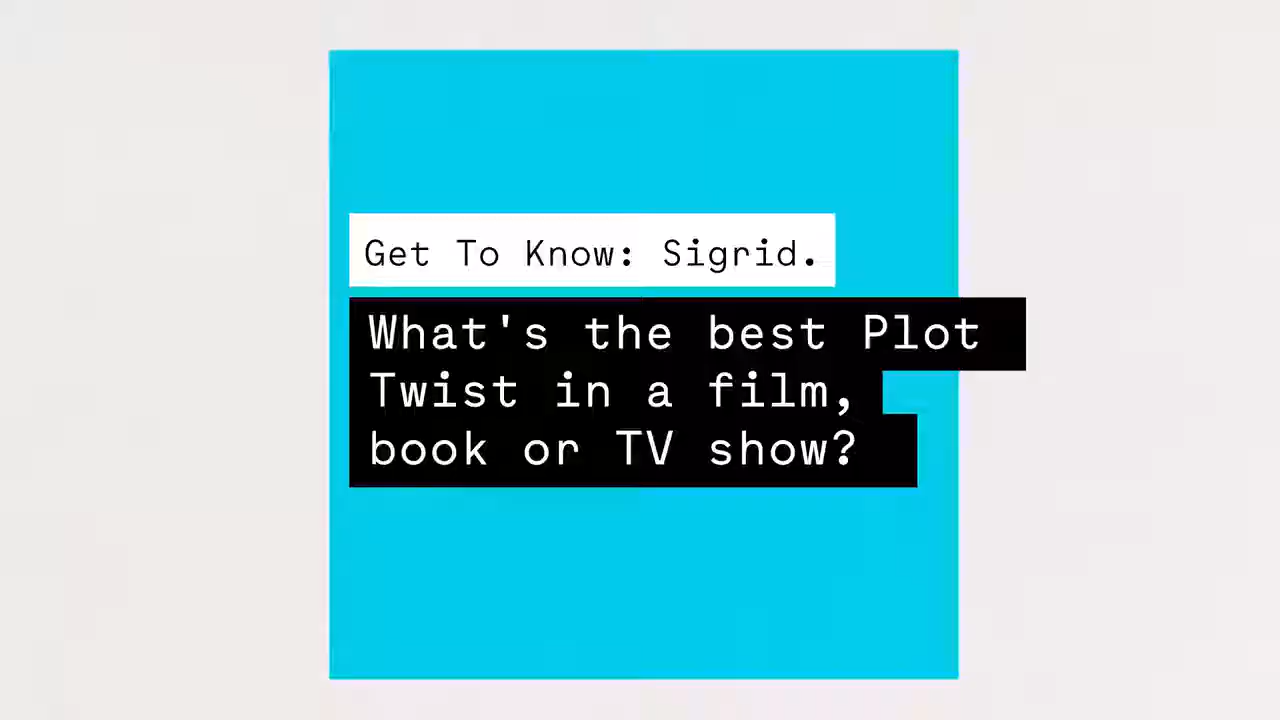 Get To Know: Sigrid.
What's the best Plot
Twist in a film,
book or TV show?